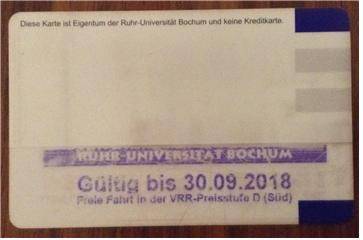 Diese Karte ist Eigentum der Ruhr-Universität Bochum und keine Kreditkarte.
RUHR-UNIVERSITÄT BOCHUM
Gültig bis 30.09.2018
Freie Fahrt in der VRR-Preisstufe D (Süd)